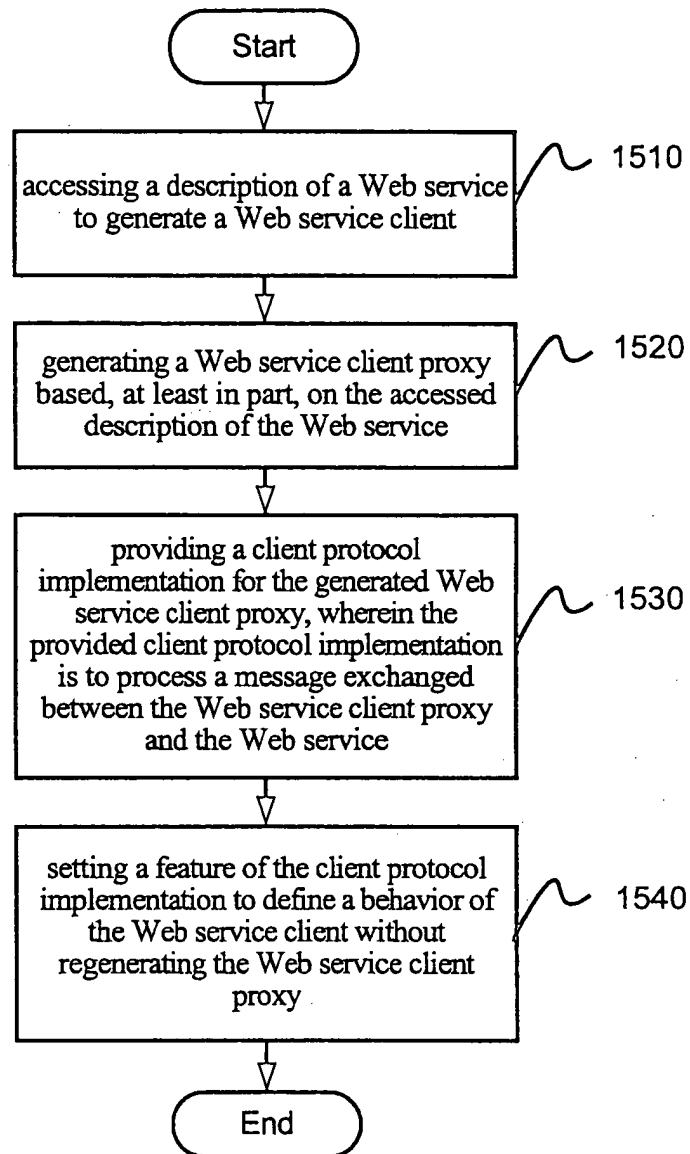 Start
accessing a description of a Web service
to generate a Web service client
1510
generating a Web service client proxy
based, at least in part, on the accessed
description of the Web service
1520
providing a client protocol
implementation for the generated Web
service client proxy, wherein the
provided client protocol implementation
is to process a message exchanged
between the Web service client proxy
and the Web service
1530
setting a feature of the client protocol
implementation to define a behavior of
the Web service client without
regenerating the Web service client
proxy
1540
End